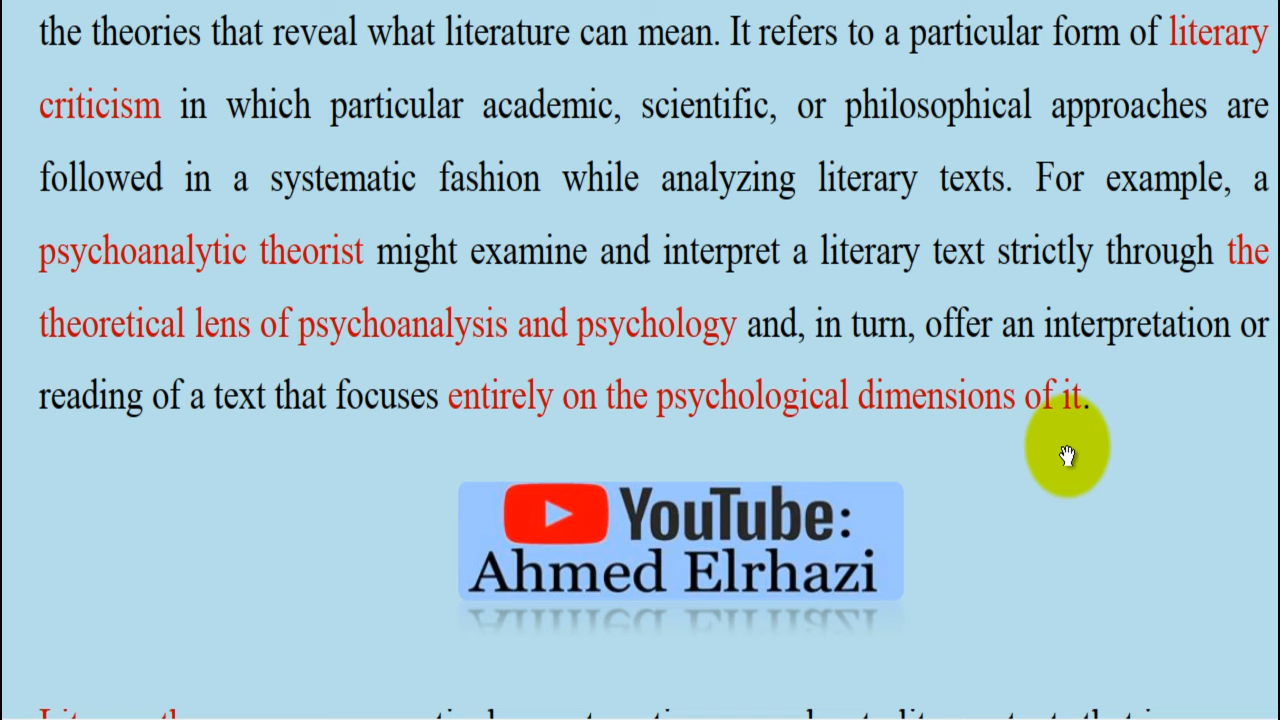 the theories that reveal what literature can mean. It refers to a particular form of literary
criticism in which particular academic, scientific, or philosophical approaches are
followed in a systematic fashion while analyzing literary texts. For example, a
psychoanalytic theorist might examine and interpret a literary text strictly through the
theoretical lens of psychoanalysis and psychology and, in turn, offer an interpretation or
reading of a text that focuses entirely on the psychological dimensions of it.
YouTube:
Ahmed Elrhazi